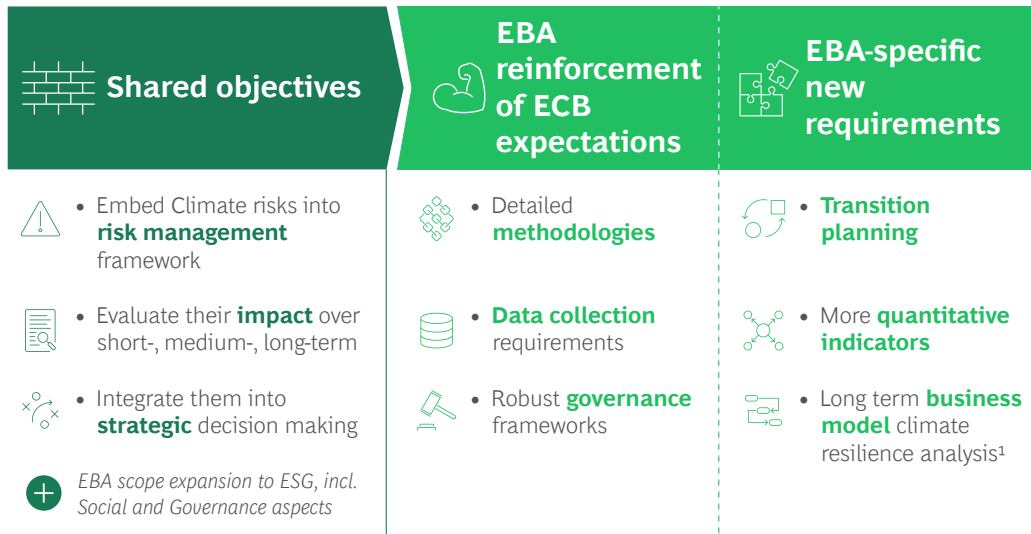 Shared objectives
• Embed Climate risks into
risk management
framework
• Evaluate their impact over
short-, medium-, long-term
• Integrate them into
strategic decision making
EBA scope expansion to ESG, incl.
Social and Governance aspects
EBA
reinforcement
of ECB
expectations
• Detailed
methodologies
• Data collection
requirements
• Robust governance
frameworks
EBA-specific
new
requirements
• Transition
planning
• More quantitative
indicators
• Long term business
model climate
resilience analysis¹